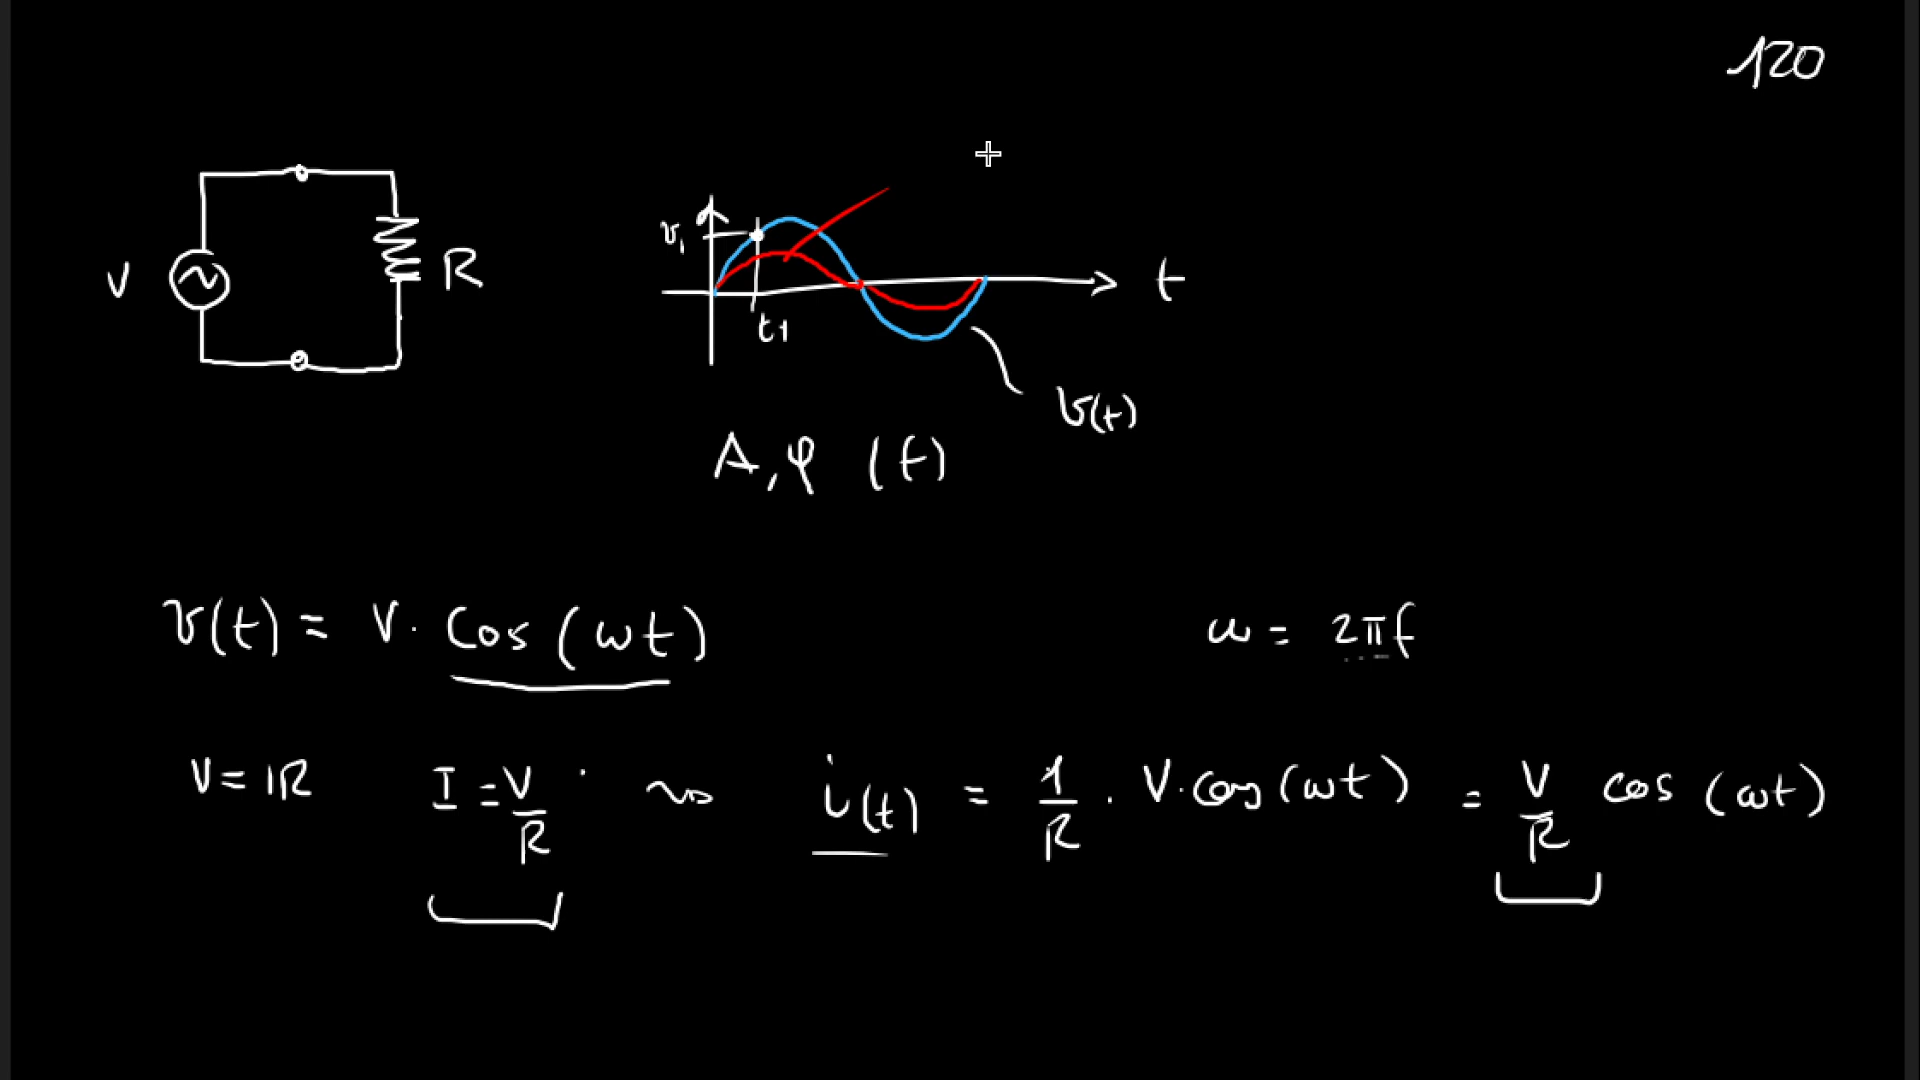 120
V
R
v₁
t1
t
v(t)
A, φ (f)
v(t) = V · cos(ωt)
ω = 2πf
V = IR
I = V/R
~> i(t) = 1/R · V · cos(ωt) = V/R cos(ωt)